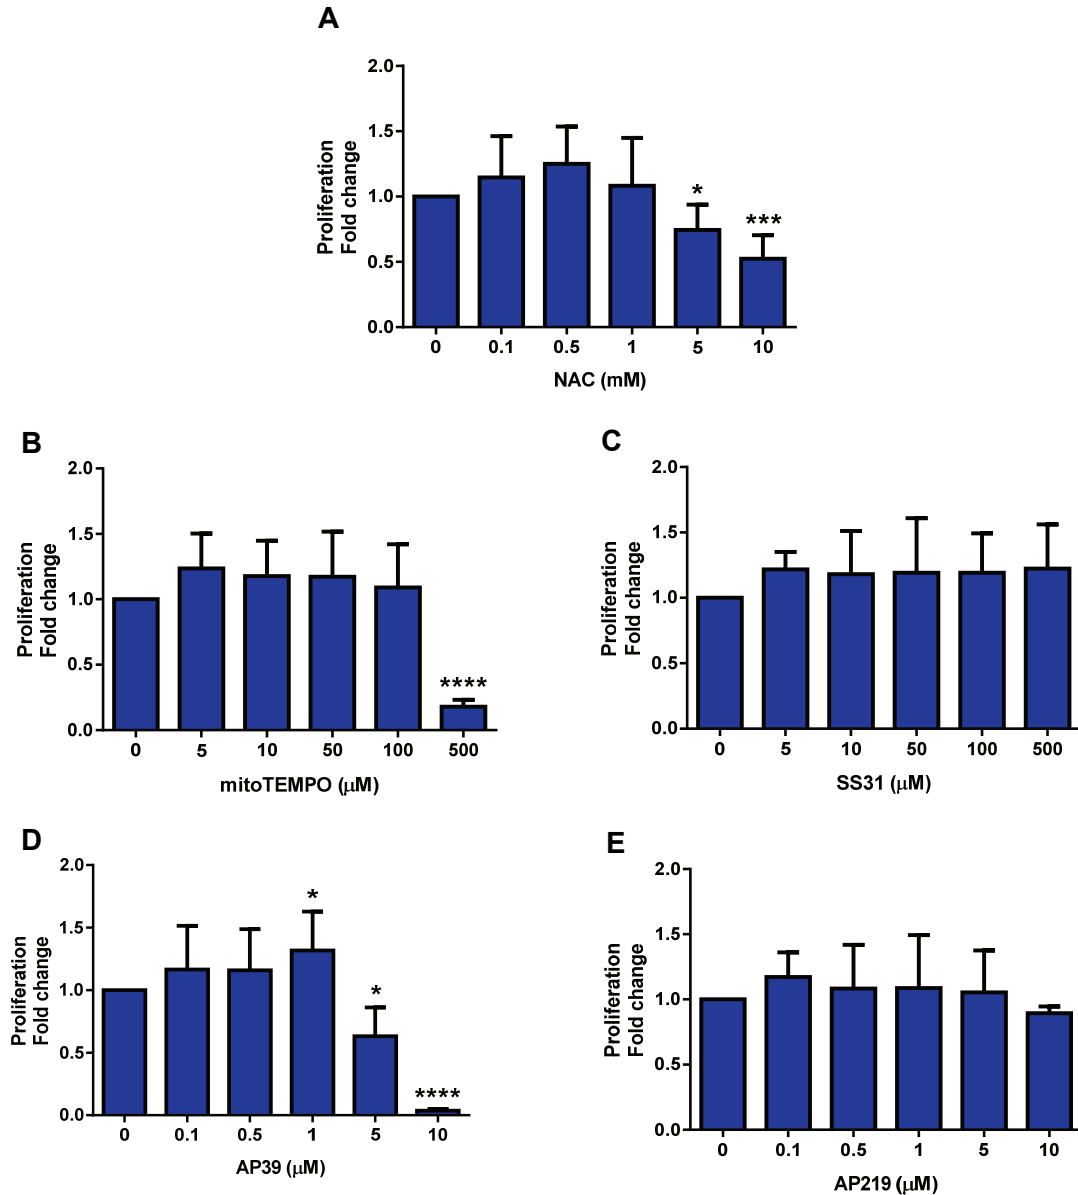 A
2.0
1.5
1.0
0.5
0.0
Proliferation
Fold change
*
***
0 0.1 0.5 1 5 10
NAC (mM)
B
2.0
1.5
1.0
0.5
0.0
Proliferation
Fold change
****
0 5 10 50 100 500
mitoTEMPO (μM)
C
2.0
1.5
1.0
0.5
0.0
Proliferation
Fold change
0 5 10 50 100 500
SS31 (μM)
D
2.0
1.5
1.0
0.5
0.0
Proliferation
Fold change
*
*
****
0 0.1 0.5 1 5 10
AP39 (μM)
E
2.0
1.5
1.0
0.5
0.0
Proliferation
Fold change
0 0.1 0.5 1 5 10
AP219 (μM)